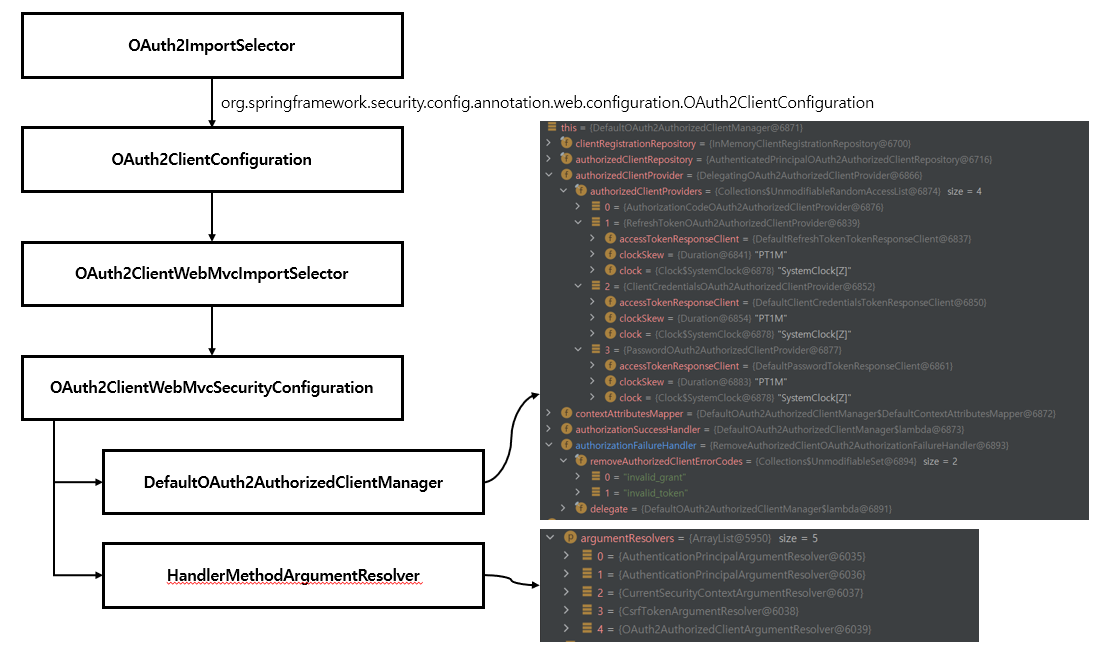 OAuth2ImportSelector
org.springframework.security.config.annotation.web.configuration.OAuth2ClientConfiguration
OAuth2ClientConfiguration
OAuth2ClientWebMvcImportSelector
OAuth2ClientWebMvcSecurityConfiguration
DefaultOAuth2AuthorizedClientManager
HandlerMethodArgumentResolver
this = {DefaultOAuth2AuthorizedClientManager@6871}
clientRegistrationRepository = {InMemoryClientRegistrationRepository@6700}
authorizedClientRepository = {AuthenticatedPrincipalOAuth2AuthorizedClientRepository@6716}
authorizedClientProvider = {DelegatingOAuth2AuthorizedClientProvider@6866}
authorizedClientProviders = {Collections$UnmodifiableRandomAccessList@6874} size = 4
0 = {AuthorizationCodeOAuth2AuthorizedClientProvider@6876}
1 = {RefreshTokenOAuth2AuthorizedClientProvider@6839}
accessTokenResponseClient = {DefaultRefreshTokenTokenResponseClient@6837}
clockSkew = {Duration@6841} "PT1M"
clock = {Clock$SystemClock@6878} "SystemClock[Z]"
2 = {ClientCredentialsOAuth2AuthorizedClientProvider@6852}
accessTokenResponseClient = {DefaultClientCredentialsTokenResponseClient@6850}
clockSkew = {Duration@6854} "PT1M"
clock = {Clock$SystemClock@6878} "SystemClock[Z]"
3 = {PasswordOAuth2AuthorizedClientProvider@6877}
accessTokenResponseClient = {DefaultPasswordTokenResponseClient@6861}
clockSkew = {Duration@6883} "PT1M"
clock = {Clock$SystemClock@6878} "SystemClock[Z]"
contextAttributesMapper = {DefaultOAuth2AuthorizedClientManager$DefaultContextAttributesMapper@6872}
authorizationSuccessHandler = {DefaultOAuth2AuthorizedClientManager$lambda@6873}
authorizationFailureHandler = {RemoveAuthorizedClientOAuth2AuthorizationFailureHandler@6893}
removeAuthorizedClientErrorCodes = {Collections$UnmodifiableSet@6894} size = 2
0 = "invalid_grant"
1 = "invalid_token"
delegate = {DefaultOAuth2AuthorizedClientManager$lambda@6891}
argumentResolvers = {ArrayList@5950} size = 5
0 = {AuthenticationPrincipalArgumentResolver@6035}
1 = {AuthenticationPrincipalArgumentResolver@6036}
2 = {CurrentSecurityContextArgumentResolver@6037}
3 = {CsrfTokenArgumentResolver@6038}
4 = {OAuth2AuthorizedClientArgumentResolver@6039}